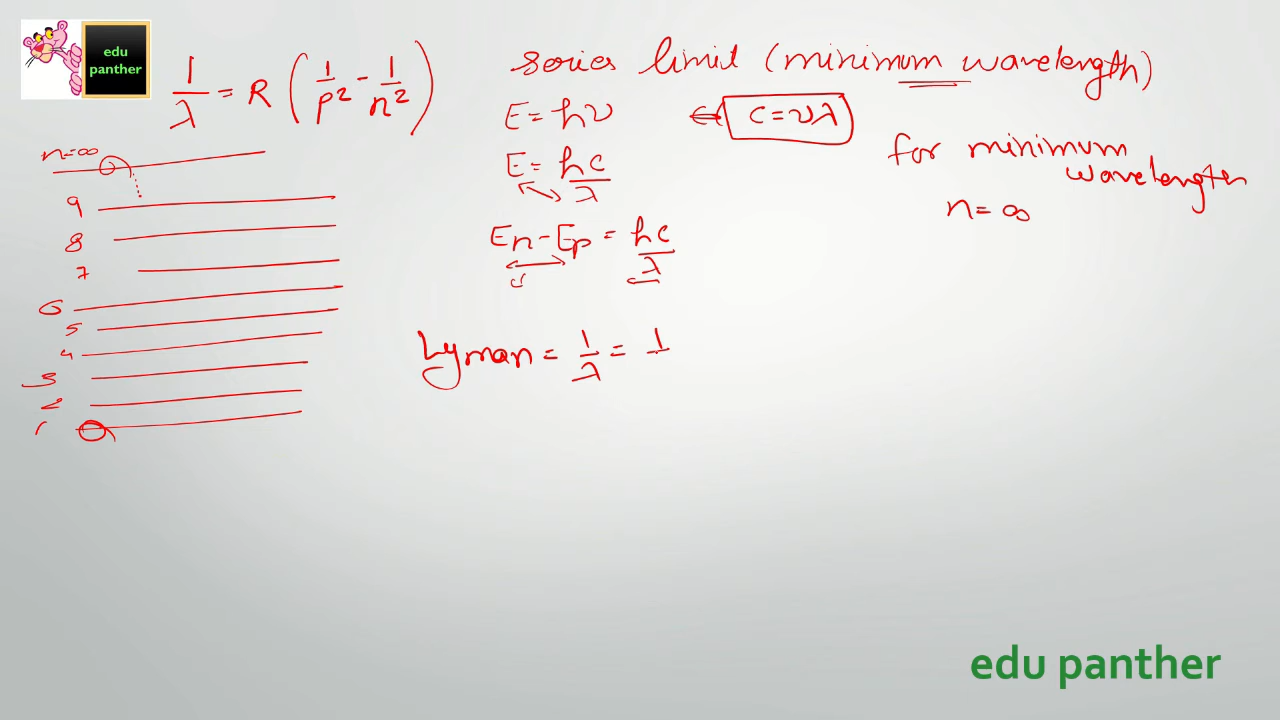 edu
panther
1/λ = R (1/p² - 1/n²)
series limit (minimum wavelength)
E = hν
C = νλ
E = hc/λ
for minimum
wavelength
n = ∞
En - Ep = hc/λ
n=∞
9
8
7
6
5
4
3
2
1
Lyman = 1/λ = 1
edu panther